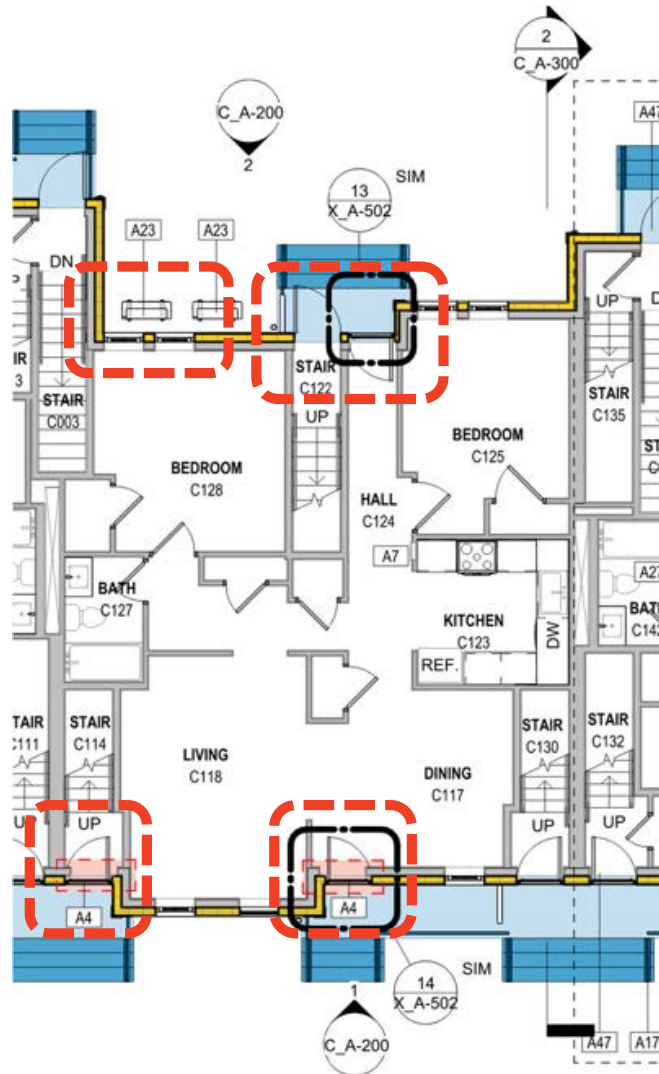 2
C_A-300
C_A-200
2
A47
13
X_A-502
SIM
A23
A23
DN
UP
STAIR
C122
UP
STAIR
C135
STAIR
C003
3
BEDROOM
C128
BEDROOM
C125
HALL
C124
A7
BATH
C127
KITCHEN
C123
DW
REF.
C142
STAIR
C114
LIVING
C118
DINING
C117
STAIR
C130
STAIR
C132
UP
UP
UP
UP
A4
A4
14
X_A-502
SIM
1
C_A-200
A47
A17